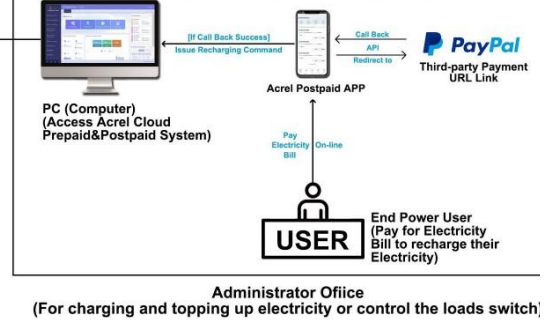 [If Call Back Success]
Issue Recharging Command
Call Back
API
Redirect to
PayPal
Third-party Payment
URL Link
Acrel Postpaid APP
PC (Computer)
(Access Acrel Cloud
Prepaid&Postpaid System)
Pay
Electricity On-line
Bill
USER
End Power User
(Pay for Electricity
Bill to recharge their
Electricity)
Administrator Ofiice
(For charging and topping up electricity or control the loads switch)